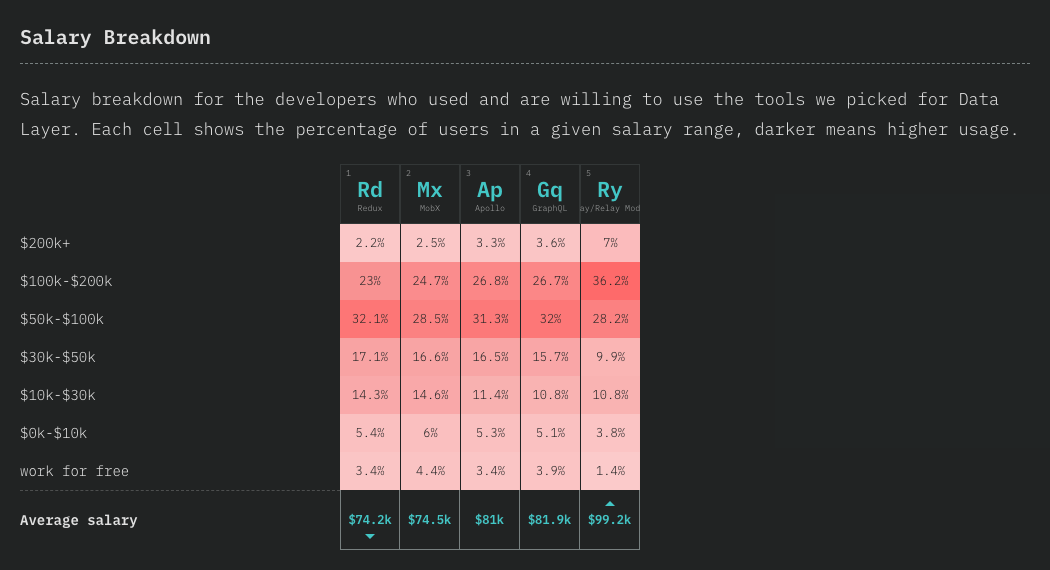 Salary Breakdown
Salary breakdown for the developers who used and are willing to use the tools we picked for Data
Layer. Each cell shows the percentage of users in a given salary range, darker means higher usage.
1 2 3 4 5
Rd Mx Ap Gq Ry
Redux MobX Apollo GraphQL ay/Relay Mod
$200k+ 2.2% 2.5% 3.3% 3.6% 7%
$100k-$200k 23% 24.7% 26.8% 26.7% 36.2%
$50k-$100k 32.1% 28.5% 31.3% 32% 28.2%
$30k-$50k 17.1% 16.6% 16.5% 15.7% 9.9%
$10k-$30k 14.3% 14.6% 11.4% 10.8% 10.8%
$0k-$10k 5.4% 6% 5.3% 5.1% 3.8%
work for free 3.4% 4.4% 3.4% 3.9% 1.4%
Average salary $74.2k $74.5k $81k $81.9k $99.2k